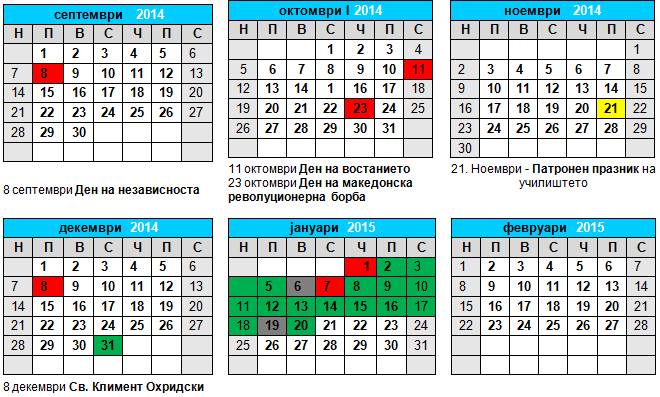 септември 2014
Н П В С Ч П С
1 2 3 4 5 6
7 8 9 10 11 12 13
14 15 16 17 18 19 20
21 22 23 24 25 26 27
28 29 30
8 септември Ден на независноста
октомври I 2014
Н П В С Ч П С
1 2 3 4
5 6 7 8 9 10 11
12 13 14 15 16 17 18
19 20 21 22 23 24 25
26 27 28 29 30 31
11 октомври Ден на востанието
23 октомври Ден на македонска
револуционерна борба
ноември 2014
Н П В С Ч П С
1
2 3 4 5 6 7 8
9 10 11 12 13 14 15
16 17 18 19 20 21 22
23 24 25 26 27 28 29
30
21. Ноември - Патронен празник на
училиштето
декември 2014
Н П В С Ч П С
1 2 3 4 5 6
7 8 9 10 11 12 13
14 15 16 17 18 19 20
21 22 23 24 25 26 27
28 29 30 31
8 декември Св. Климент Охридски
јануари 2015
Н П В С Ч П С
1 2 3
5 6 7 8 9 10
11 12 13 14 15 16 17
18 19 20 21 22 23 24
25 26 27 28 29 30 31
февруари 2015
Н П В С Ч П С
1 2 3 4 5 6 7
8 9 10 11 12 13 14
15 16 17 18 19 20 21
22 23 24 25 26 27 28